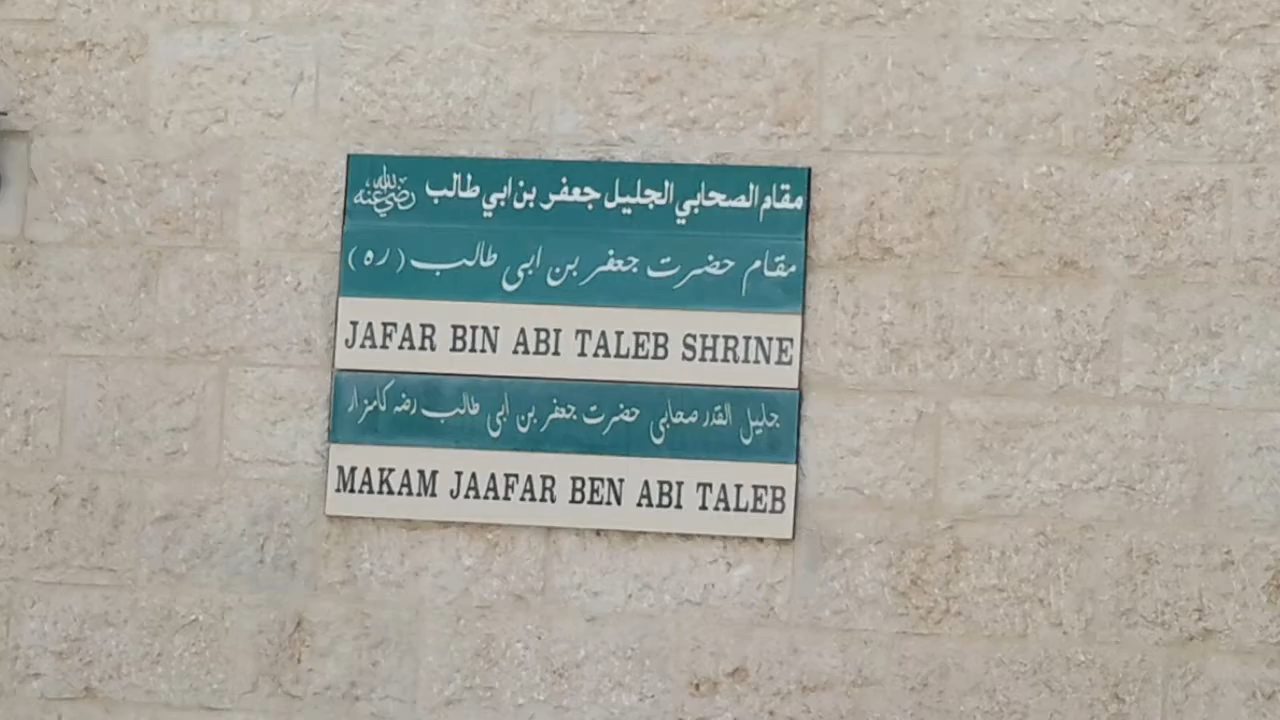 مقام الصحابي الجليل جعفر بن ابي طالب رضي الله عنه
مقام حضرت جعفر بن ابی طالب (ره)
JAFAR BIN ABI TALEB SHRINE
جلیل القدر صحابی حضرت جعفر بن ابی طالب رضہ کا مزار
MAKAM JAAFAR BEN ABI TALEB